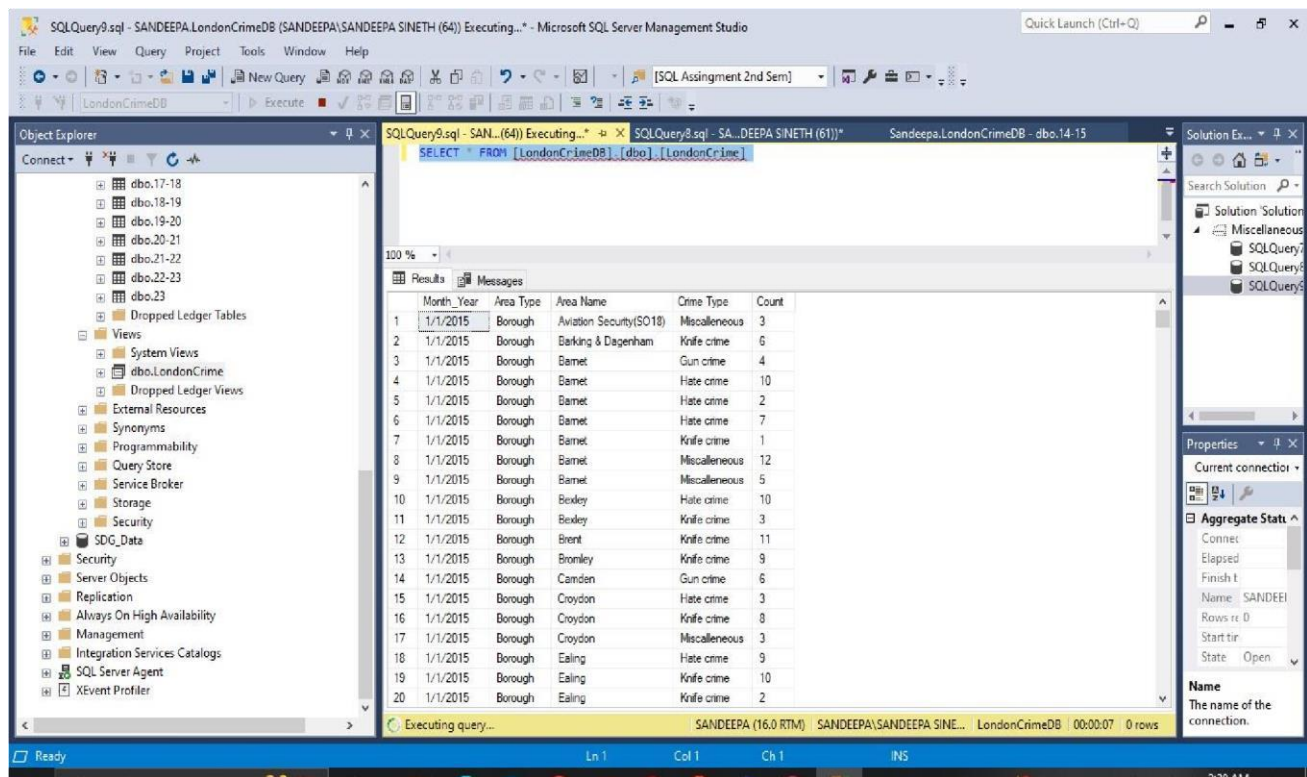 SQLQuery9.sql - SANDEEPA.LondonCrimeDB (SANDEEPA\SANDEEPA SINETH (64)) Executing...* - Microsoft SQL Server Management Studio
Quick Launch (Ctrl+Q)
File Edit View Query Project Tools Window Help
New Query [SQL Assingment 2nd Sem]
LondonCrimeDB Execute
Object Explorer
Connect
dbo.17-18
dbo.18-19
dbo.19-20
dbo.20-21
dbo.21-22
dbo.22-23
dbo.23
Dropped Ledger Tables
Views
System Views
dbo.LondonCrime
Dropped Ledger Views
External Resources
Synonyms
Programmability
Query Store
Service Broker
Storage
Security
SDG_Data
Security
Server Objects
Replication
Always On High Availability
Management
Integration Services Catalogs
SQL Server Agent
XEvent Profiler
SQLQuery9.sql - SAN...(64)) Executing...* SQLQuery8.sql - SA...DEEPA SINETH (61))* Sandeepa.LondonCrimeDB - dbo.14-15
SELECT * FROM [LondonCrimeDB].[dbo].[LondonCrime]
100 %
Results Messages
Month_Year Area Type Area Name Crime Type Count
1 1/1/2015 Borough Aviation Security(SO18) Miscalleneous 3
2 1/1/2015 Borough Barking & Dagenham Knife crime 6
3 1/1/2015 Borough Barnet Gun crime 4
4 1/1/2015 Borough Barnet Hate crime 10
5 1/1/2015 Borough Barnet Hate crime 2
6 1/1/2015 Borough Barnet Hate crime 7
7 1/1/2015 Borough Barnet Knife crime 1
8 1/1/2015 Borough Barnet Miscalleneous 12
9 1/1/2015 Borough Barnet Miscalleneous 5
10 1/1/2015 Borough Bexley Hate crime 10
11 1/1/2015 Borough Bexley Knife crime 3
12 1/1/2015 Borough Brent Knife crime 11
13 1/1/2015 Borough Bromley Knife crime 9
14 1/1/2015 Borough Camden Gun crime 6
15 1/1/2015 Borough Croydon Hate crime 3
16 1/1/2015 Borough Croydon Knife crime 8
17 1/1/2015 Borough Croydon Miscalleneous 3
18 1/1/2015 Borough Ealing Hate crime 9
19 1/1/2015 Borough Ealing Knife crime 10
20 1/1/2015 Borough Ealing Knife crime 2
Executing query... SANDEEPA (16.0 RTM) SANDEEPA\SANDEEPA SINE... LondonCrimeDB 00:00:07 0 rows
Solution Ex...
Search Solution
Solution 'Solution
Miscellaneous
SQLQuery7
SQLQuery8
SQLQuery9
Properties
Current connection
Aggregate Statu
Connec
Elapsed
Finish t
Name SANDEEI
Rows re 0
Start tir
State Open
Name
The name of the
connection.
Ready Ln 1 Col 1 Ch 1 INS